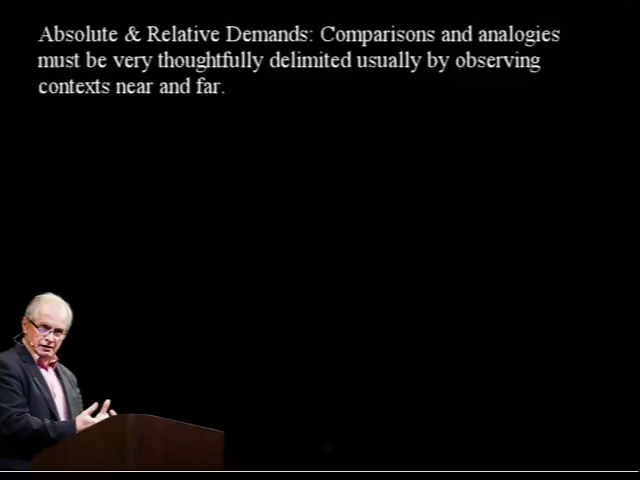 Absolute & Relative Demands: Comparisons and analogies
must be very thoughtfully delimited usually by observing
contexts near and far.